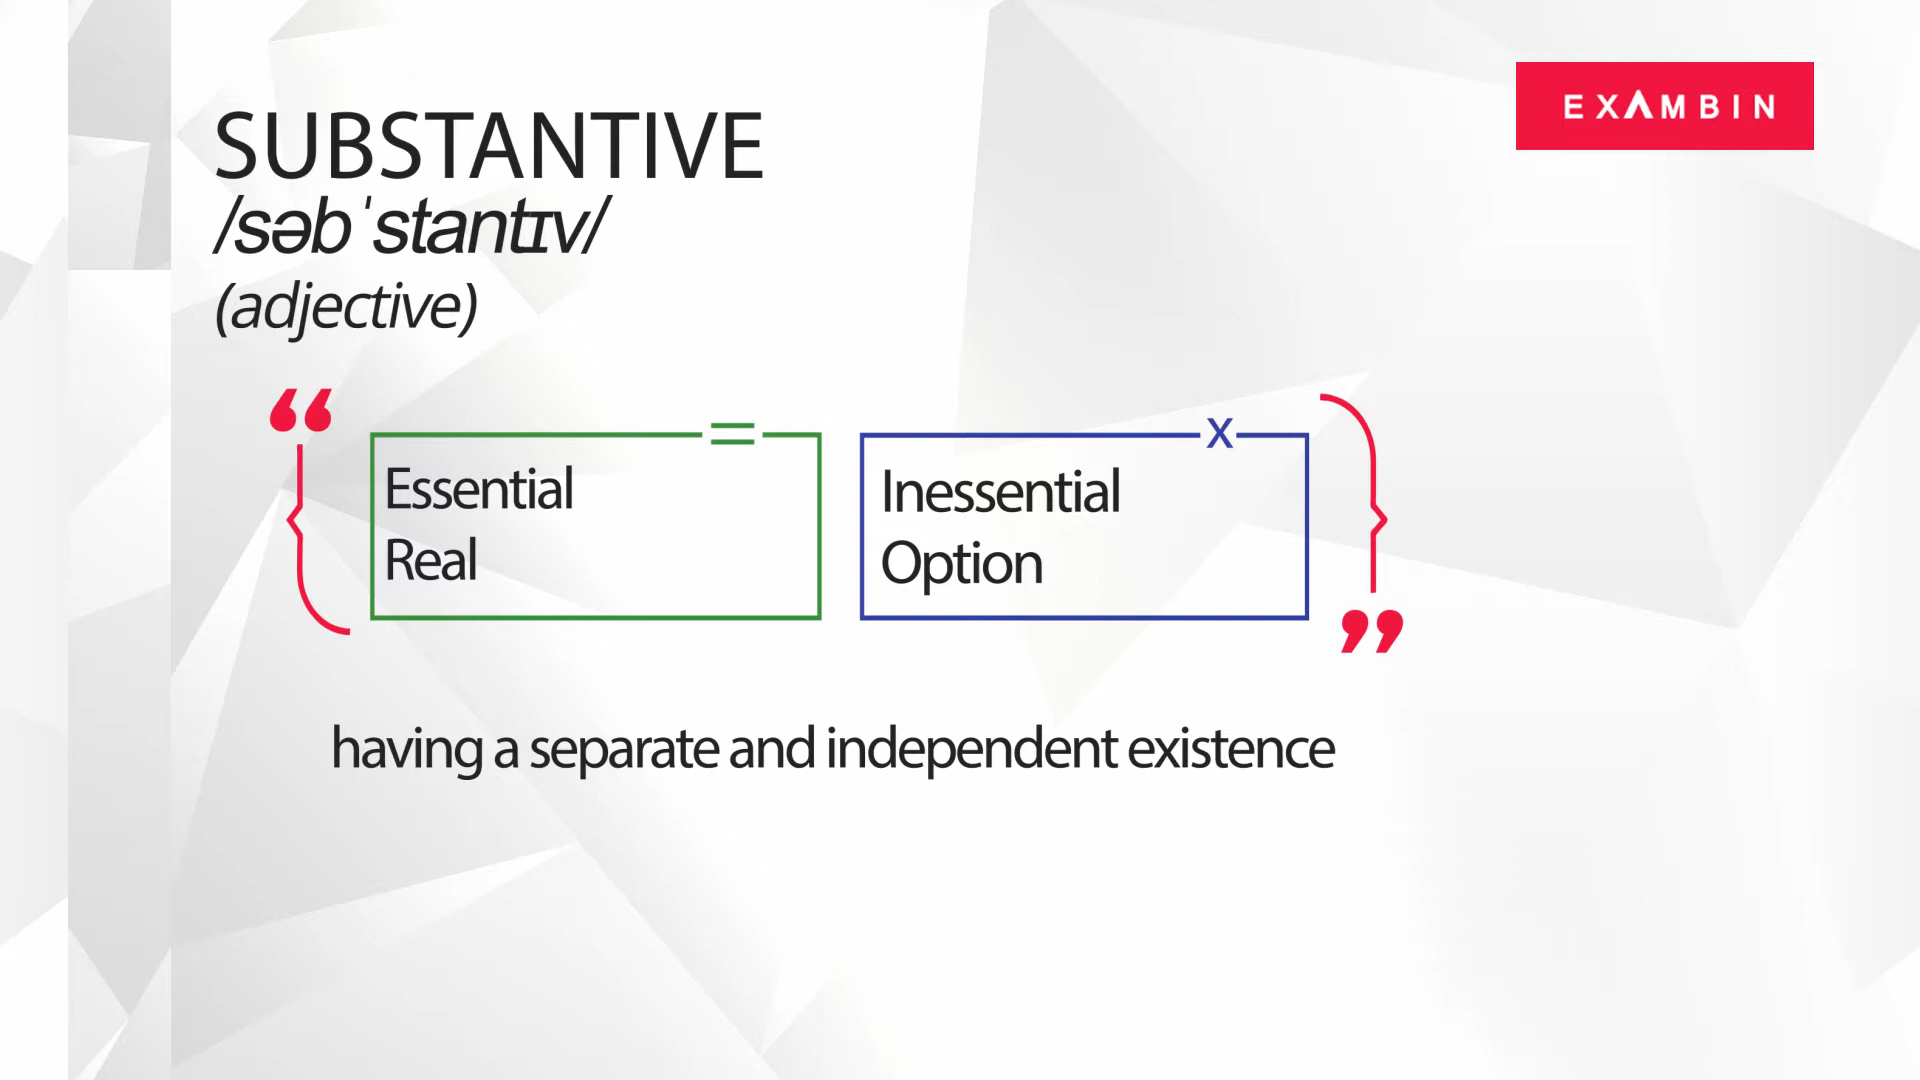 EXAMBIN
SUBSTANTIVE
/səbˈstantɪv/
(adjective)
“
=
Essential
Real
x
Inessential
Option
”
having a separate and independent existence